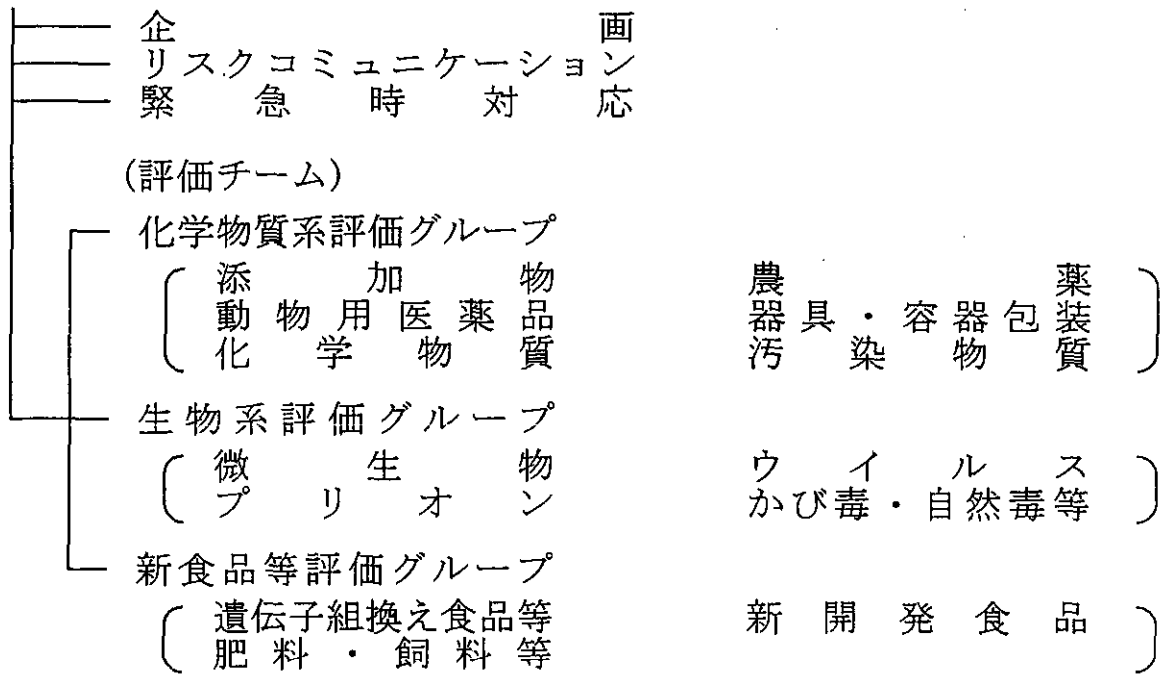 企画
リスクコミュニケーション
緊急時対応
(評価チーム)
化学物質系評価グループ
添加物 農薬
動物用医薬品 器具・容器包装
化学物質 汚染物質
生物系評価グループ
微生物 ウイルス
プリオン かび毒・自然毒等
新食品等評価グループ
遺伝子組換え食品等 新開発食品
肥料・飼料等